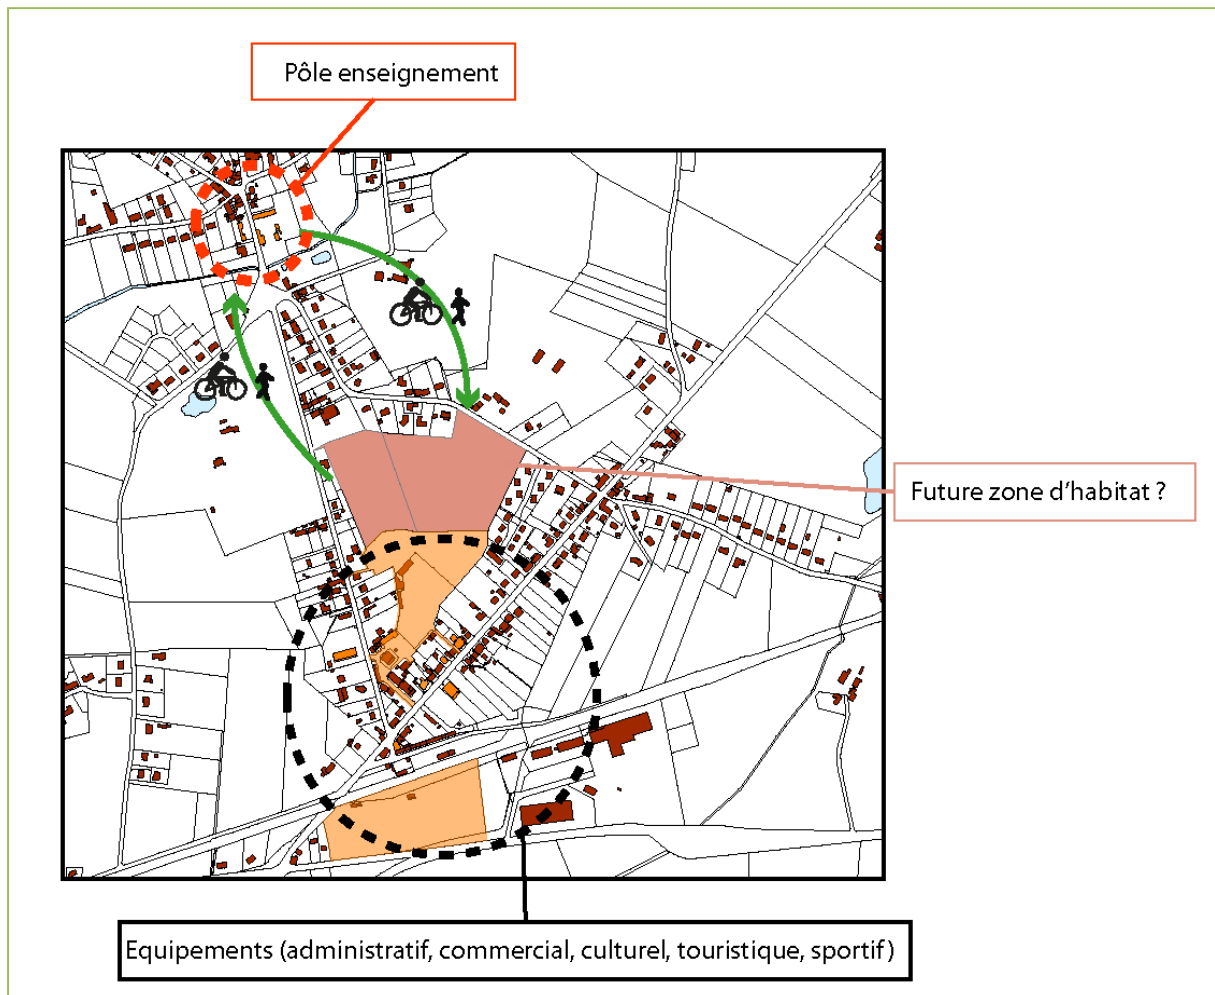 Pôle enseignement
Future zone d'habitat ?
Equipements (administratif, commercial, culturel, touristique, sportif)